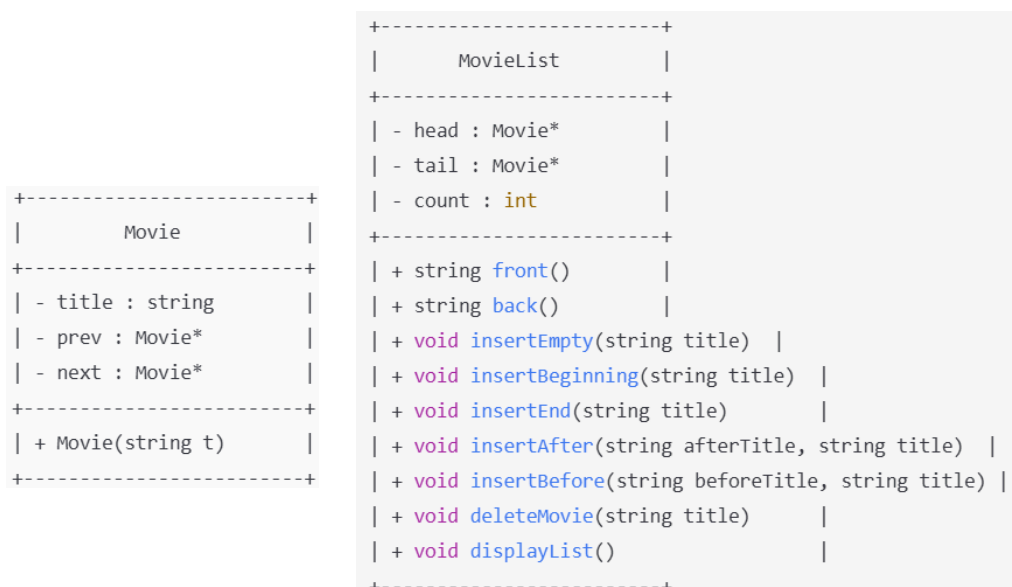 +-------------------------+
|        Movie            |
+-------------------------+
| - title : string        |
| - prev : Movie*         |
| - next : Movie*         |
+-------------------------+
| + Movie(string t)       |
+-------------------------+
+-------------------------+
|       MovieList         |
+-------------------------+
| - head : Movie*         |
| - tail : Movie*         |
| - count : int           |
+-------------------------+
| + string front()        |
| + string back()         |
| + void insertEmpty(string title)  |
| + void insertBeginning(string title)  |
| + void insertEnd(string title)        |
| + void insertAfter(string afterTitle, string title)  |
| + void insertBefore(string beforeTitle, string title) |
| + void deleteMovie(string title)      |
| + void displayList()                  |
+-------------------------+